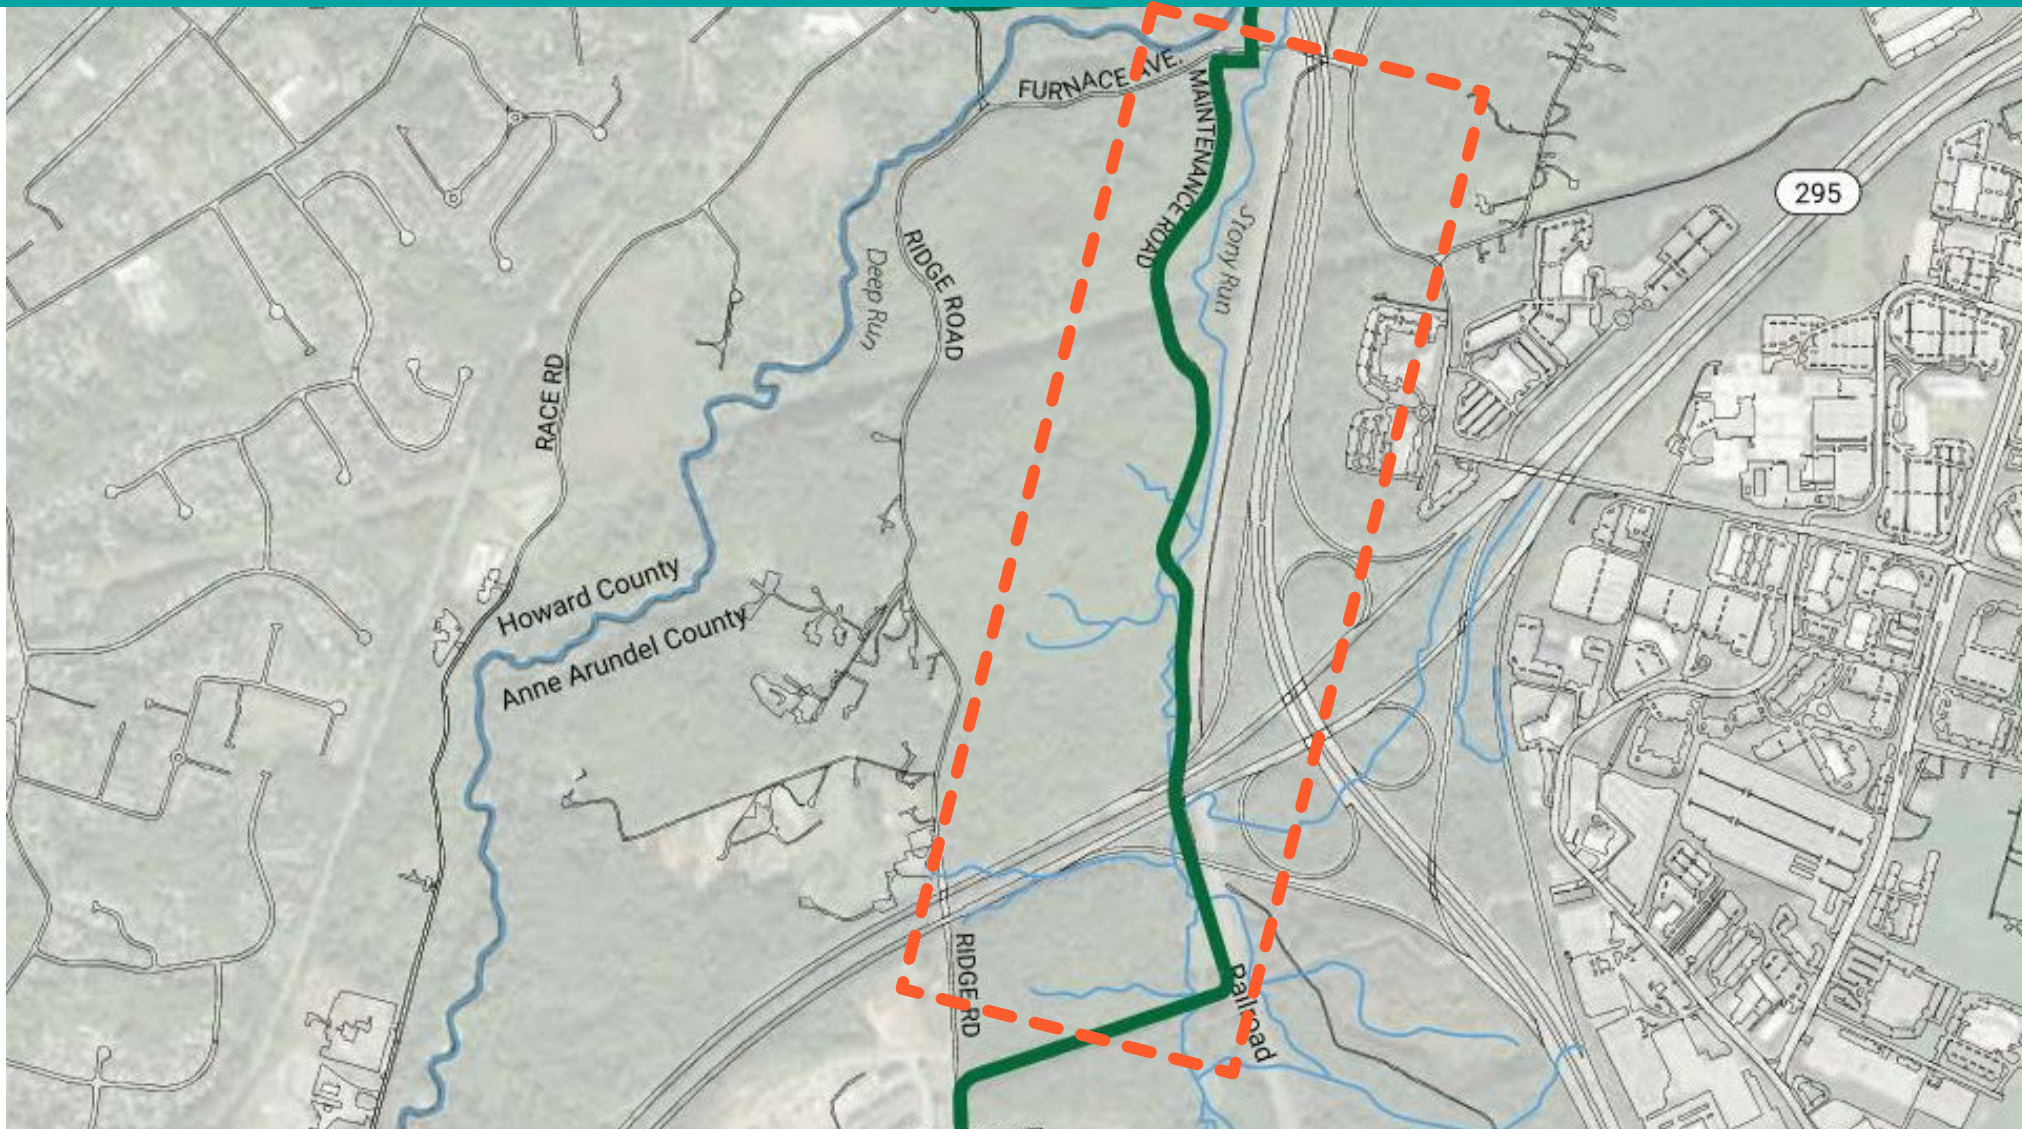 FURNACE AVE.
MAINTENANCE ROAD
295
Stony Run
Deep Run
RIDGE ROAD
RACE RD
Howard County
Anne Arundel County
RIDGE RD
Railroad